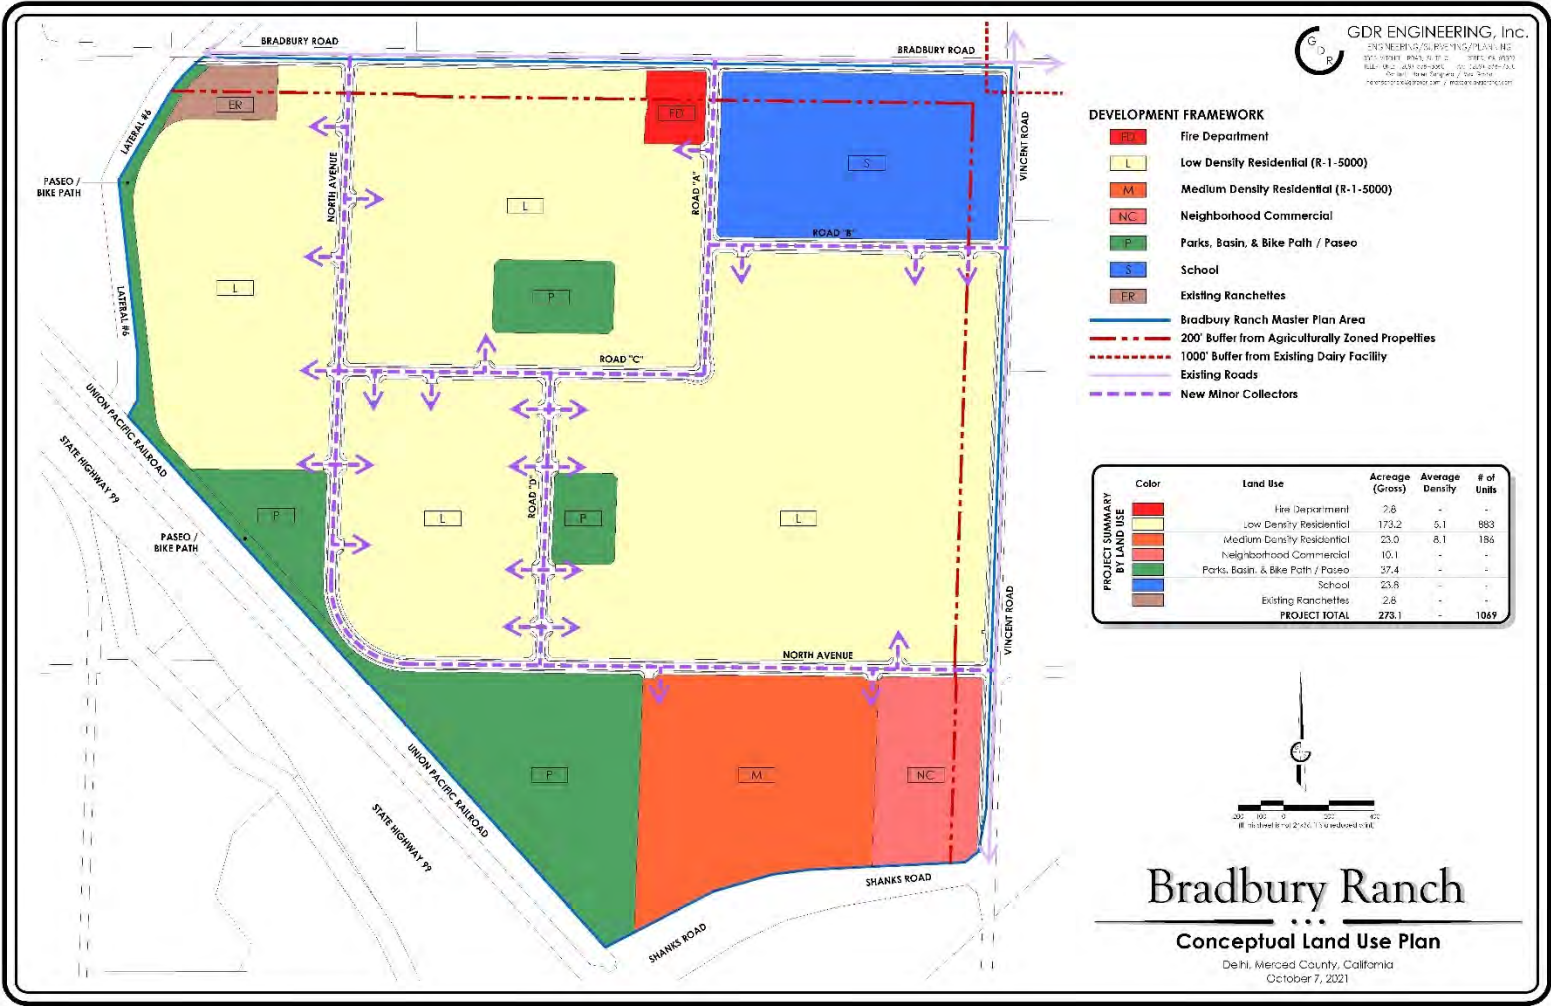 BRADBURY ROAD
BRADBURY ROAD
GDR ENGINEERING, Inc.
ENGINEERING/SURVEYING/PLANNING
G
D
R
LATERAL #6
ER
FD
S
NORTH AVENUE
ROAD "A"
VINCENT ROAD
PASEO /
BIKE PATH
L
ROAD "B"
L
P
LATERAL #6
ROAD "C"
UNION PACIFIC RAILROAD
STATE HIGHWAY 99
P
L
ROAD "D"
P
L
PASEO /
BIKE PATH
VINCENT ROAD
NORTH AVENUE
P
M
NC
UNION PACIFIC RAILROAD
STATE HIGHWAY 99
SHANKS ROAD
SHANKS ROAD
DEVELOPMENT FRAMEWORK
FD Fire Department
L Low Density Residential (R-1-5000)
M Medium Density Residential (R-1-5000)
NC Neighborhood Commercial
P Parks, Basin, & Bike Path / Paseo
S School
ER Existing Ranchettes
Bradbury Ranch Master Plan Area
200' Buffer from Agriculturally Zoned Propetties
1000' Buffer from Existing Dairy Facility
Existing Roads
New Minor Collectors
PROJECT SUMMARY
BY LAND USE
Color Land Use Acreage (Gross) Average Density # of Units
Fire Department 2.8 - -
Low Density Residential 173.2 5.1 883
Medium Density Residential 23.0 8.1 186
Neighborhood Commercial 10.1 - -
Parks, Basin, & Bike Path / Paseo 37.4 - -
School 23.8 - -
Existing Ranchettes 2.8 - -
PROJECT TOTAL 273.1 - 1069
Bradbury Ranch
Conceptual Land Use Plan
Delhi, Merced County, California
October 7, 2021